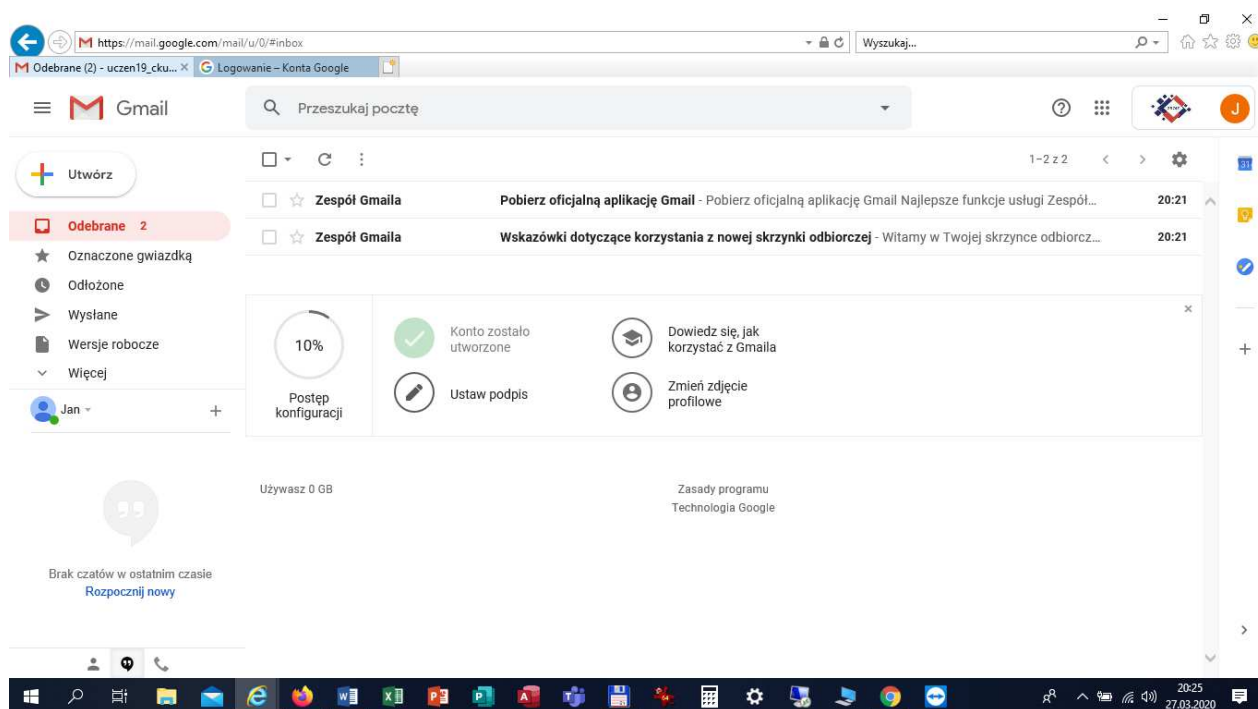 https://mail.google.com/mail/u/0/#inbox
Wyszukaj...
Odebrane (2) - uczen19_cku...
Logowanie – Konta Google
Gmail
Przeszukaj pocztę
J
Utwórz
1–2 z 2
31
Odebrane 2
Zespół Gmaila Pobierz oficjalną aplikację Gmail - Pobierz oficjalną aplikację Gmail Najlepsze funkcje usługi Zespół... 20:21
Zespół Gmaila Wskazówki dotyczące korzystania z nowej skrzynki odbiorczej - Witamy w Twojej skrzynce odbiorcz... 20:21
Oznaczone gwiazdką
Odłożone
Wysłane
Wersje robocze
Więcej
Jan
10%
Postęp
konfiguracji
Konto zostało
utworzone
Ustaw podpis
Dowiedz się, jak
korzystać z Gmaila
Zmień zdjęcie
profilowe
Używasz 0 GB
Zasady programu
Technologia Google
Brak czatów w ostatnim czasie
Rozpocznij nowy
20:25
27.03.2020